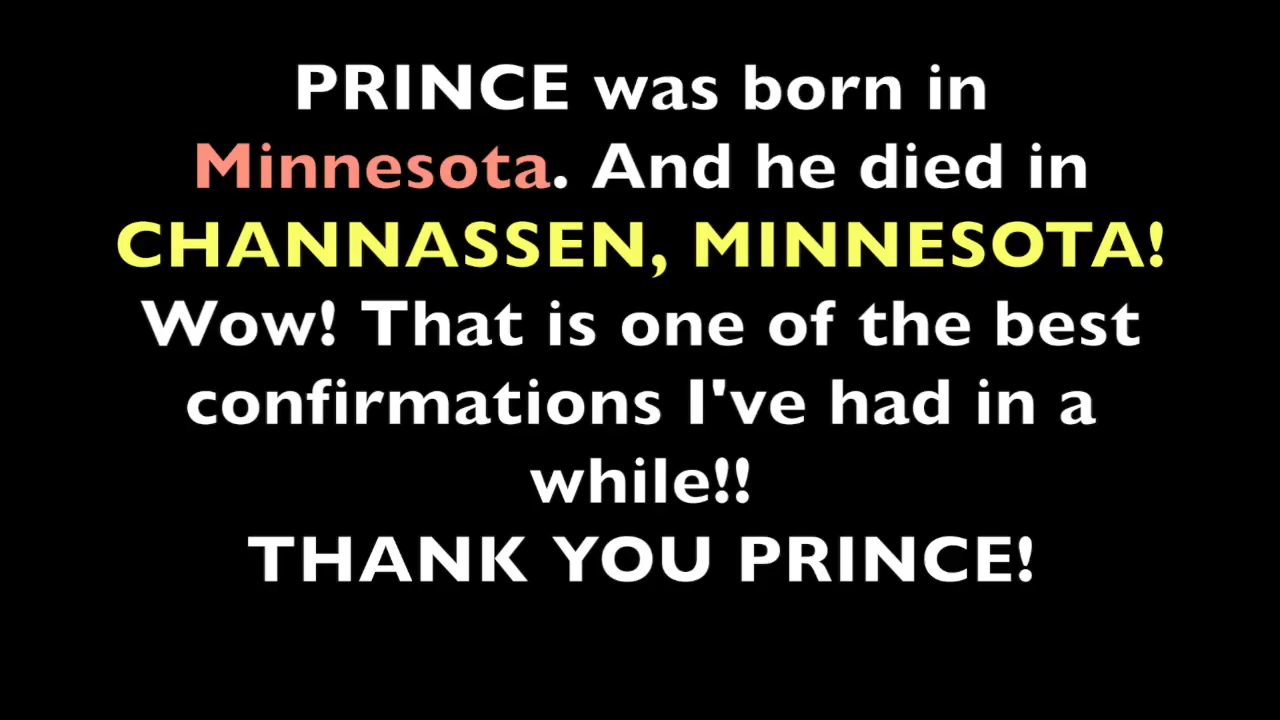 PRINCE was born in
Minnesota. And he died in
CHANNASSEN, MINNESOTA!
Wow! That is one of the best
confirmations I've had in a
while!!
THANK YOU PRINCE!